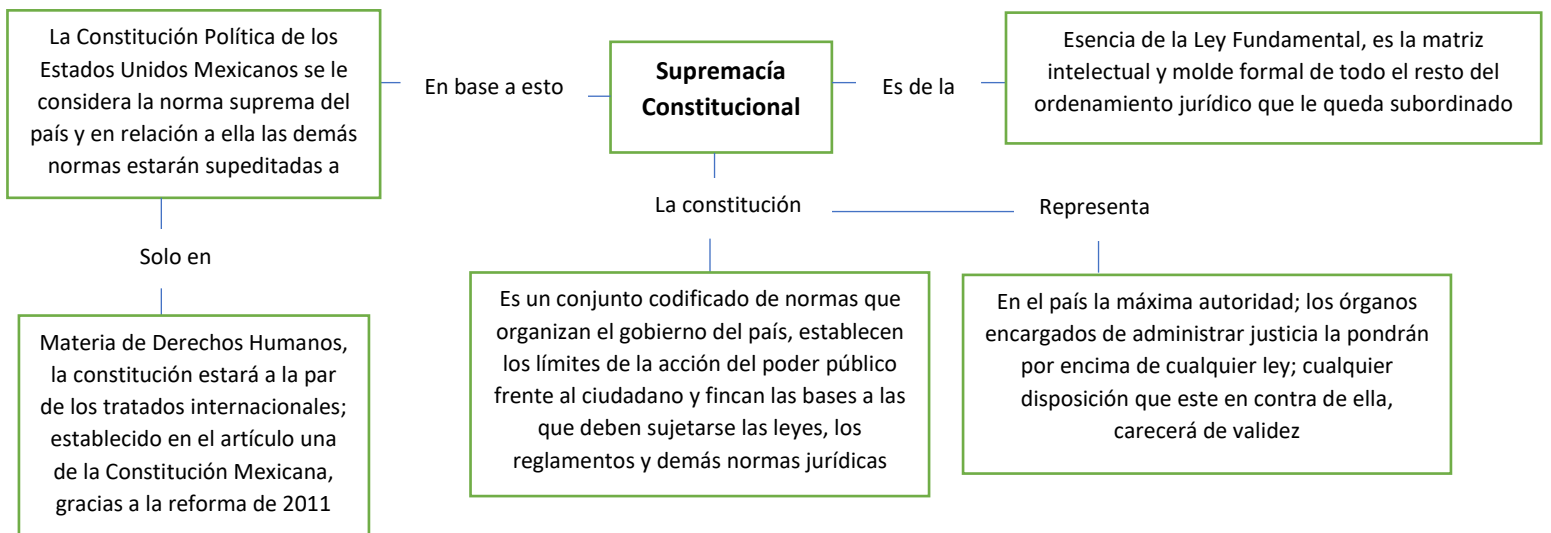 La Constitución Política de los
Estados Unidos Mexicanos se le
considera la norma suprema del
país y en relación a ella las demás
normas estarán supeditadas a
En base a esto
Supremacía
Constitucional
Es de la
Esencia de la Ley Fundamental, es la matriz
intelectual y molde formal de todo el resto del
ordenamiento jurídico que le queda subordinado
La constitución
Representa
Solo en
Materia de Derechos Humanos,
la constitución estará a la par
de los tratados internacionales;
establecido en el artículo una
de la Constitución Mexicana,
gracias a la reforma de 2011
Es un conjunto codificado de normas que
organizan el gobierno del país, establecen
los límites de la acción del poder público
frente al ciudadano y fincan las bases a las
que deben sujetarse las leyes, los
reglamentos y demás normas jurídicas
En el país la máxima autoridad; los órganos
encargados de administrar justicia la pondrán
por encima de cualquier ley; cualquier
disposición que este en contra de ella,
carecerá de validez